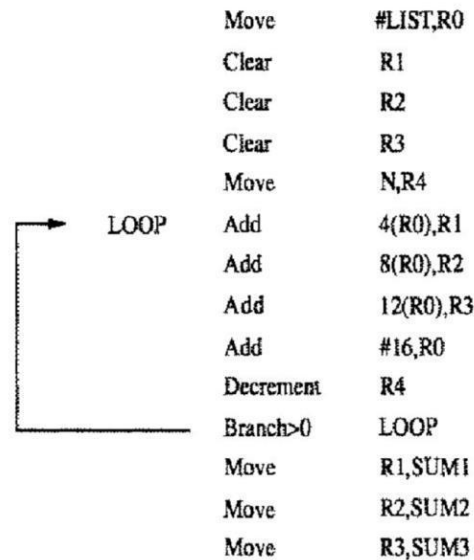 Move #LIST,R0
Clear R1
Clear R2
Clear R3
Move N,R4
LOOP Add 4(R0),R1
Add 8(R0),R2
Add 12(R0),R3
Add #16,R0
Decrement R4
Branch>0 LOOP
Move R1,SUM1
Move R2,SUM2
Move R3,SUM3